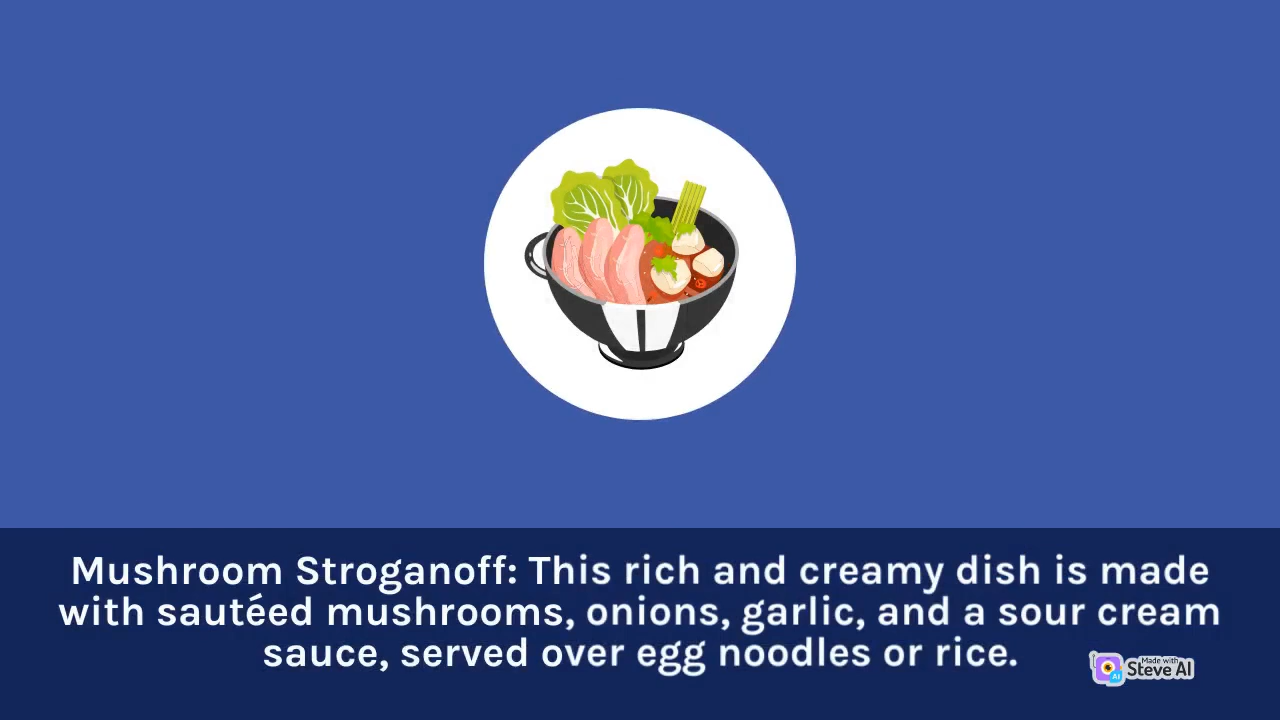 Mushroom Stroganoff: This rich and creamy dish is made
with sautéed mushrooms, onions, garlic, and a sour cream
sauce, served over egg noodles or rice.
Made with
Steve AI
AI